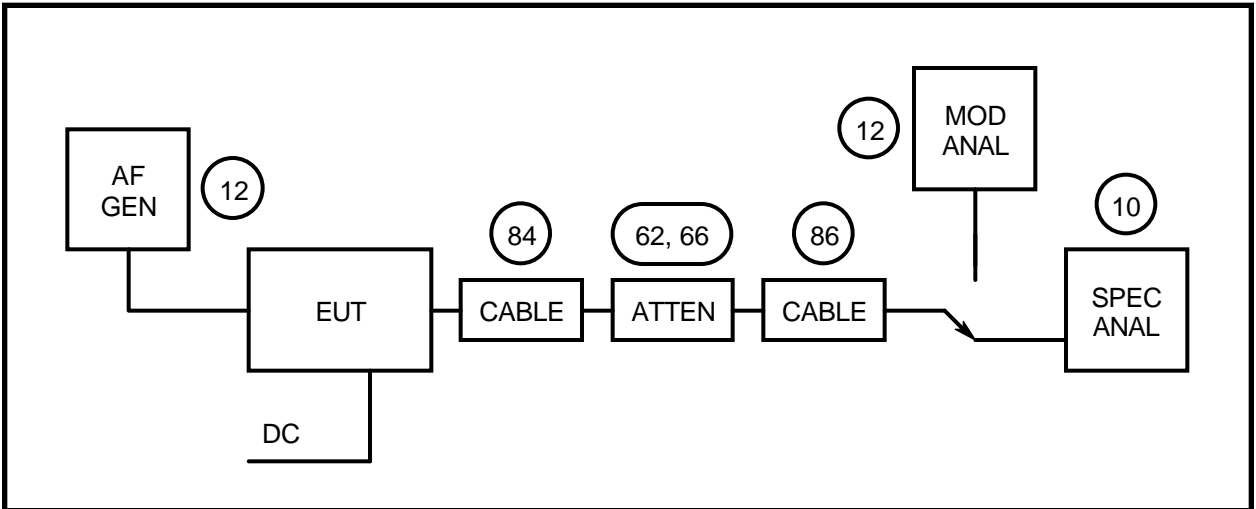 AF
GEN
12
EUT
DC
84
CABLE
62, 66
ATTEN
86
CABLE
12
MOD
ANAL
10
SPEC
ANAL